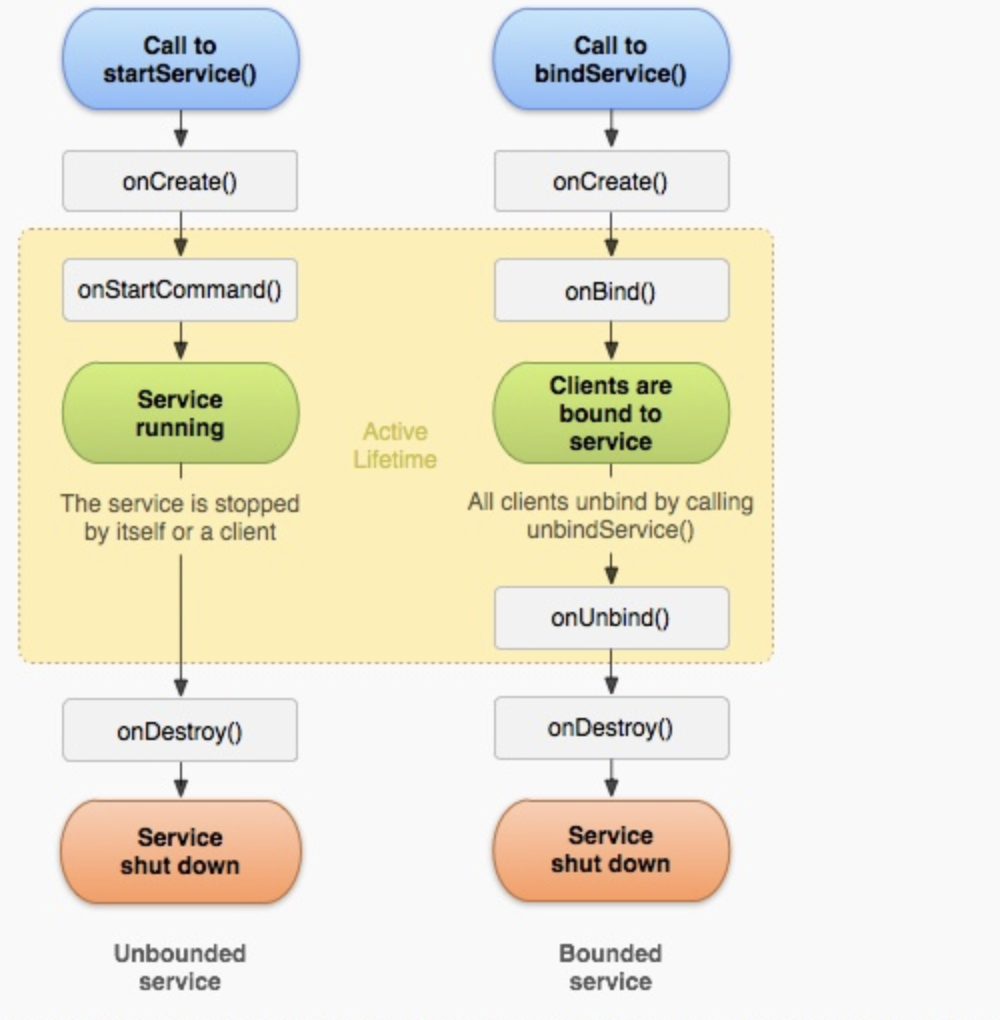 Call to
startService()
onCreate()
onStartCommand()
Service
running
The service is stopped
by itself or a client
onDestroy()
Service
shut down
Unbounded
service
Active
Lifetime
Call to
bindService()
onCreate()
onBind()
Clients are
bound to
service
All clients unbind by calling
unbindService()
onUnbind()
onDestroy()
Service
shut down
Bounded
service